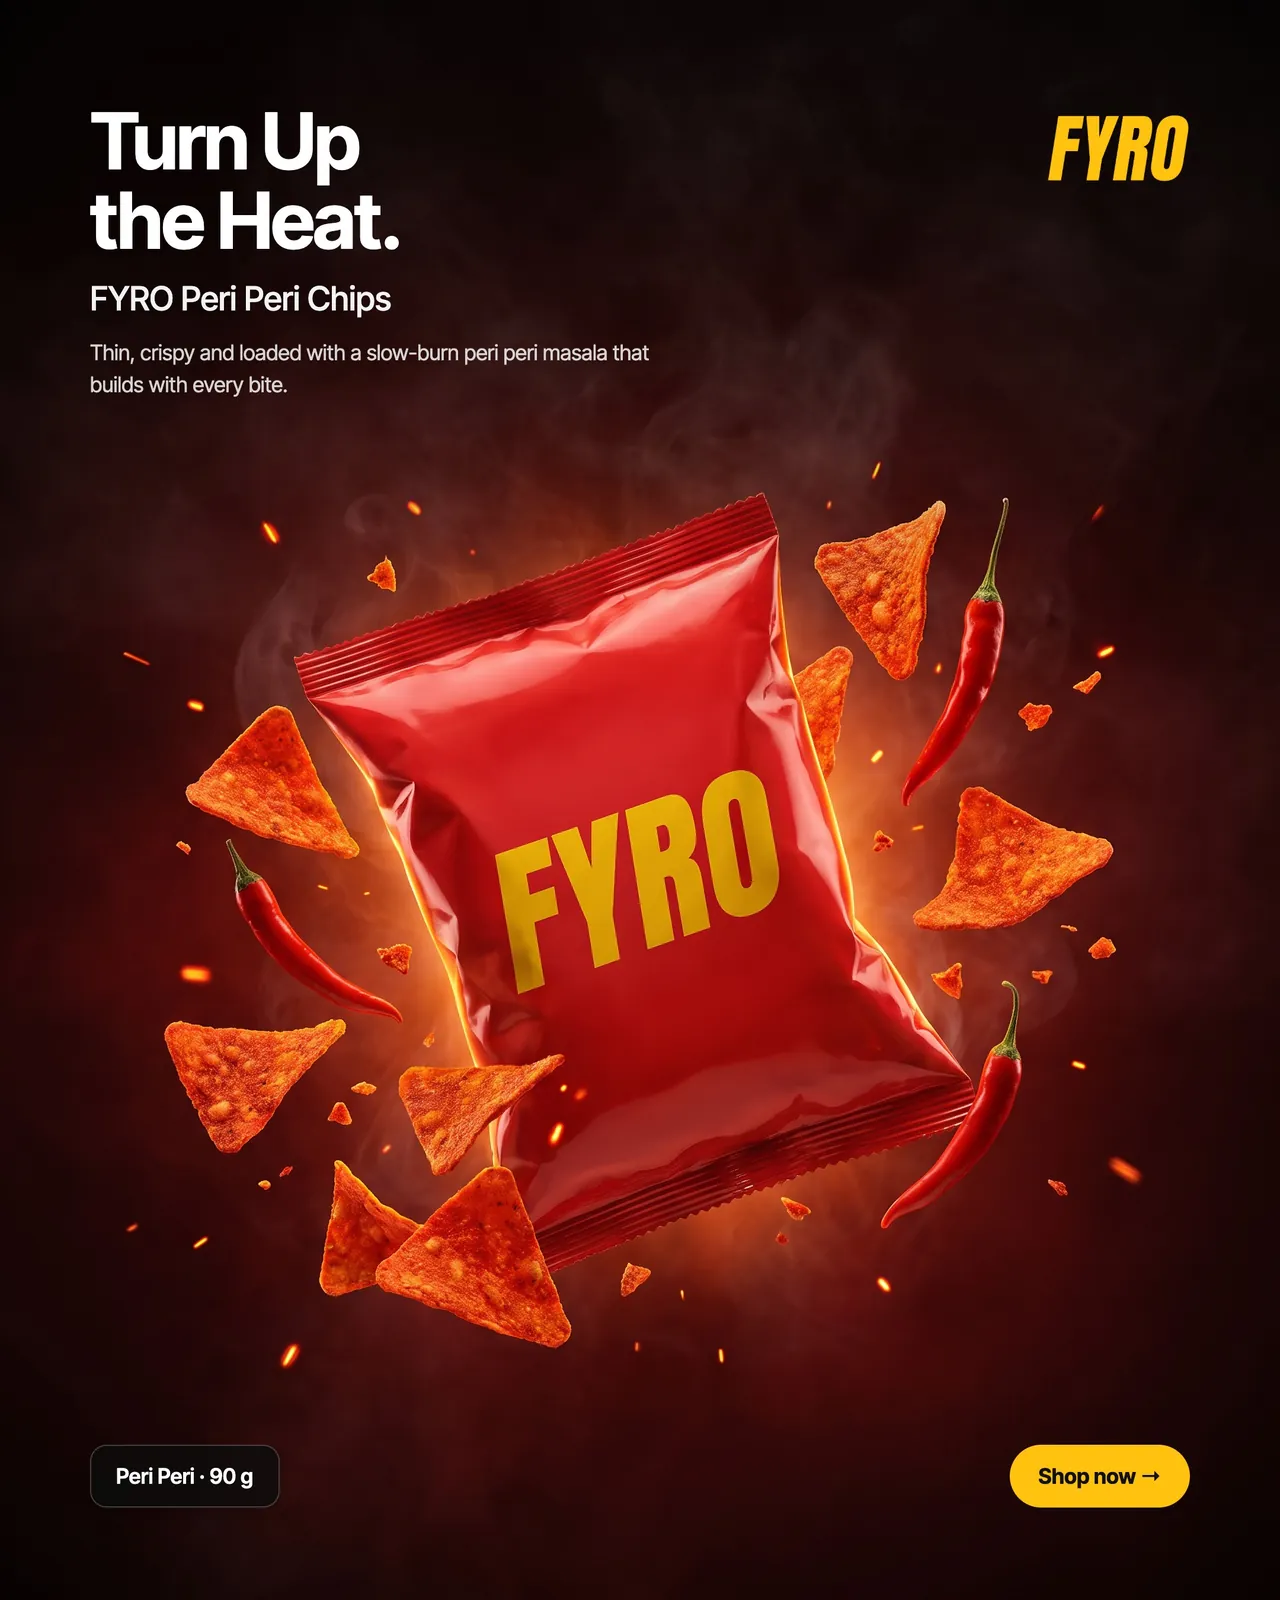 Turn Up
the Heat.
FYRO
FYRO Peri Peri Chips
Thin, crispy and loaded with a slow-burn peri peri masala that
builds with every bite.
FYRO
Peri Peri · 90 g
Shop now →